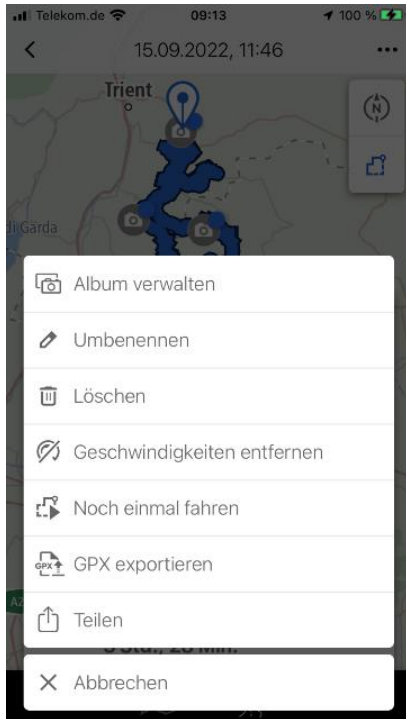 Telekom.de 09:13 100 %
15.09.2022, 11:46
Trient
N
Gàrda
Album verwalten
Umbenennen
Löschen
Geschwindigkeiten entfernen
Noch einmal fahren
GPX GPX exportieren
Teilen
Abbrechen